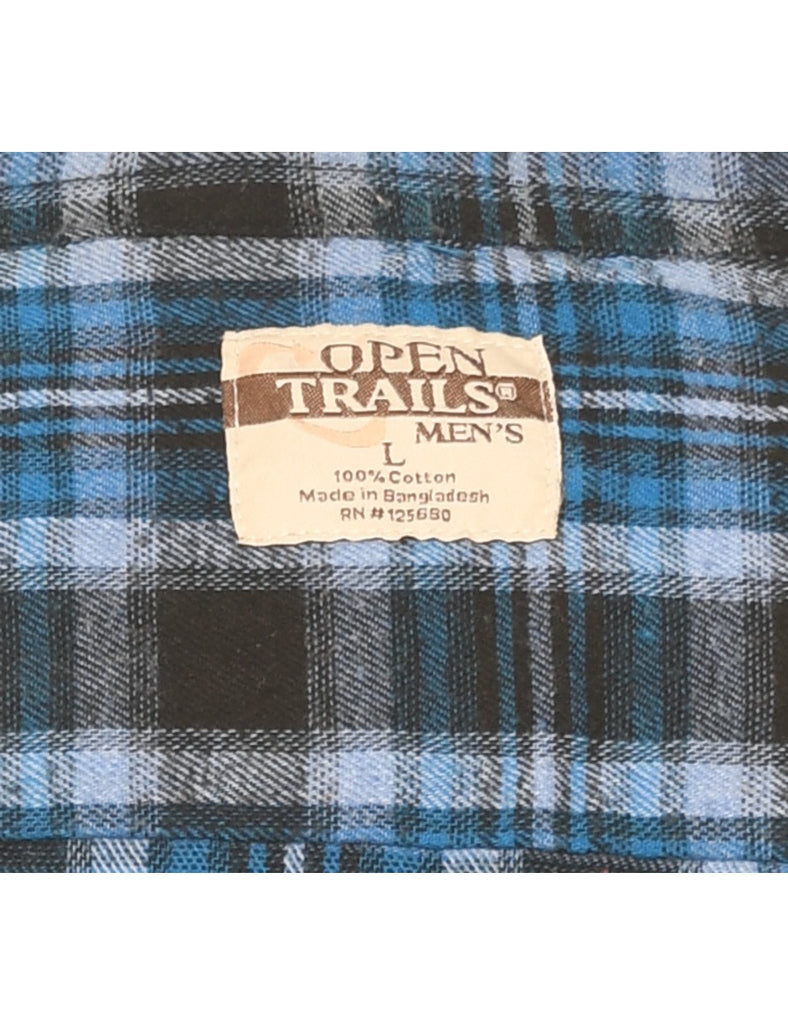 OPEN
TRAILS®
MEN'S
L
100% Cotton
Made in Bangladesh
RN #125680